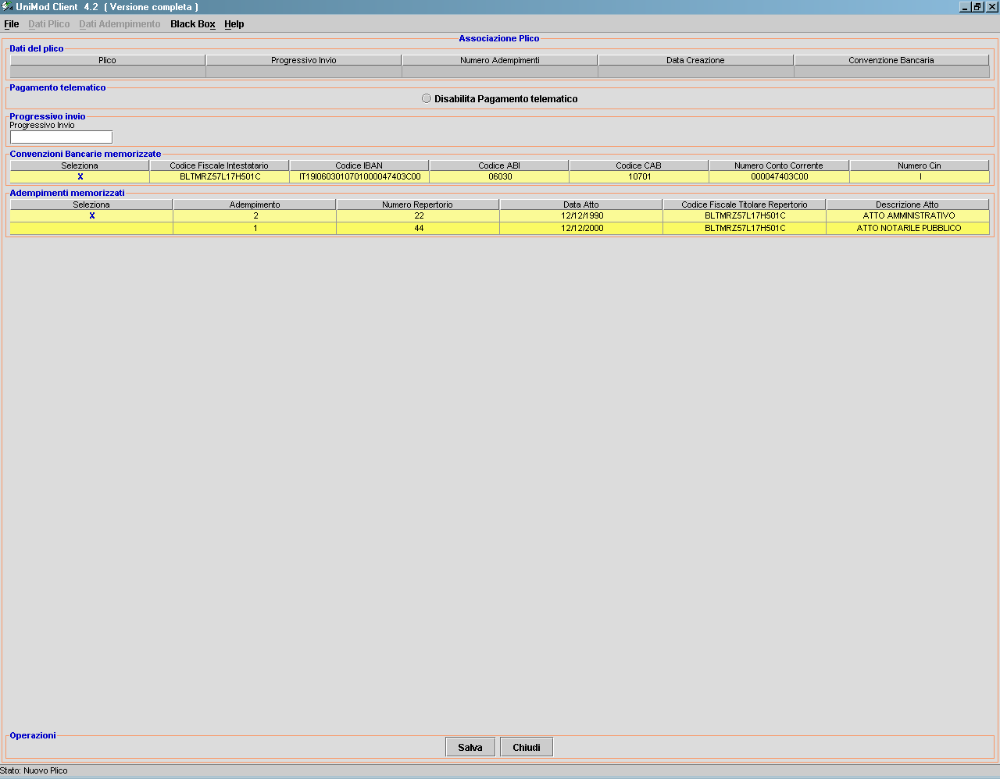 UniMod Client 4.2 ( Versione completa )
File Dati Plico Dati Adempimento Black Box Help
Associazione Plico
Dati del plico
Plico Progressivo Invio Numero Adempimenti Data Creazione Convenzione Bancaria
Pagamento telematico
Disabilita Pagamento telematico
Progressivo invio
Progressivo Invio
Convenzioni Bancarie memorizzate
Seleziona Codice Fiscale Intestatario Codice IBAN Codice ABI Codice CAB Numero Conto Corrente Numero Cin
X BLTMRZ57L17H501C IT19I0603010701000047403C00 06030 10701 000047403C00 I
Adempimenti memorizzati
Seleziona Adempimento Numero Repertorio Data Atto Codice Fiscale Titolare Repertorio Descrizione Atto
X 2 22 12/12/1990 BLTMRZ57L17H501C ATTO AMMINISTRATIVO
1 44 12/12/2000 BLTMRZ57L17H501C ATTO NOTARILE PUBBLICO
Operazioni
Salva Chiudi
Stato: Nuovo Plico